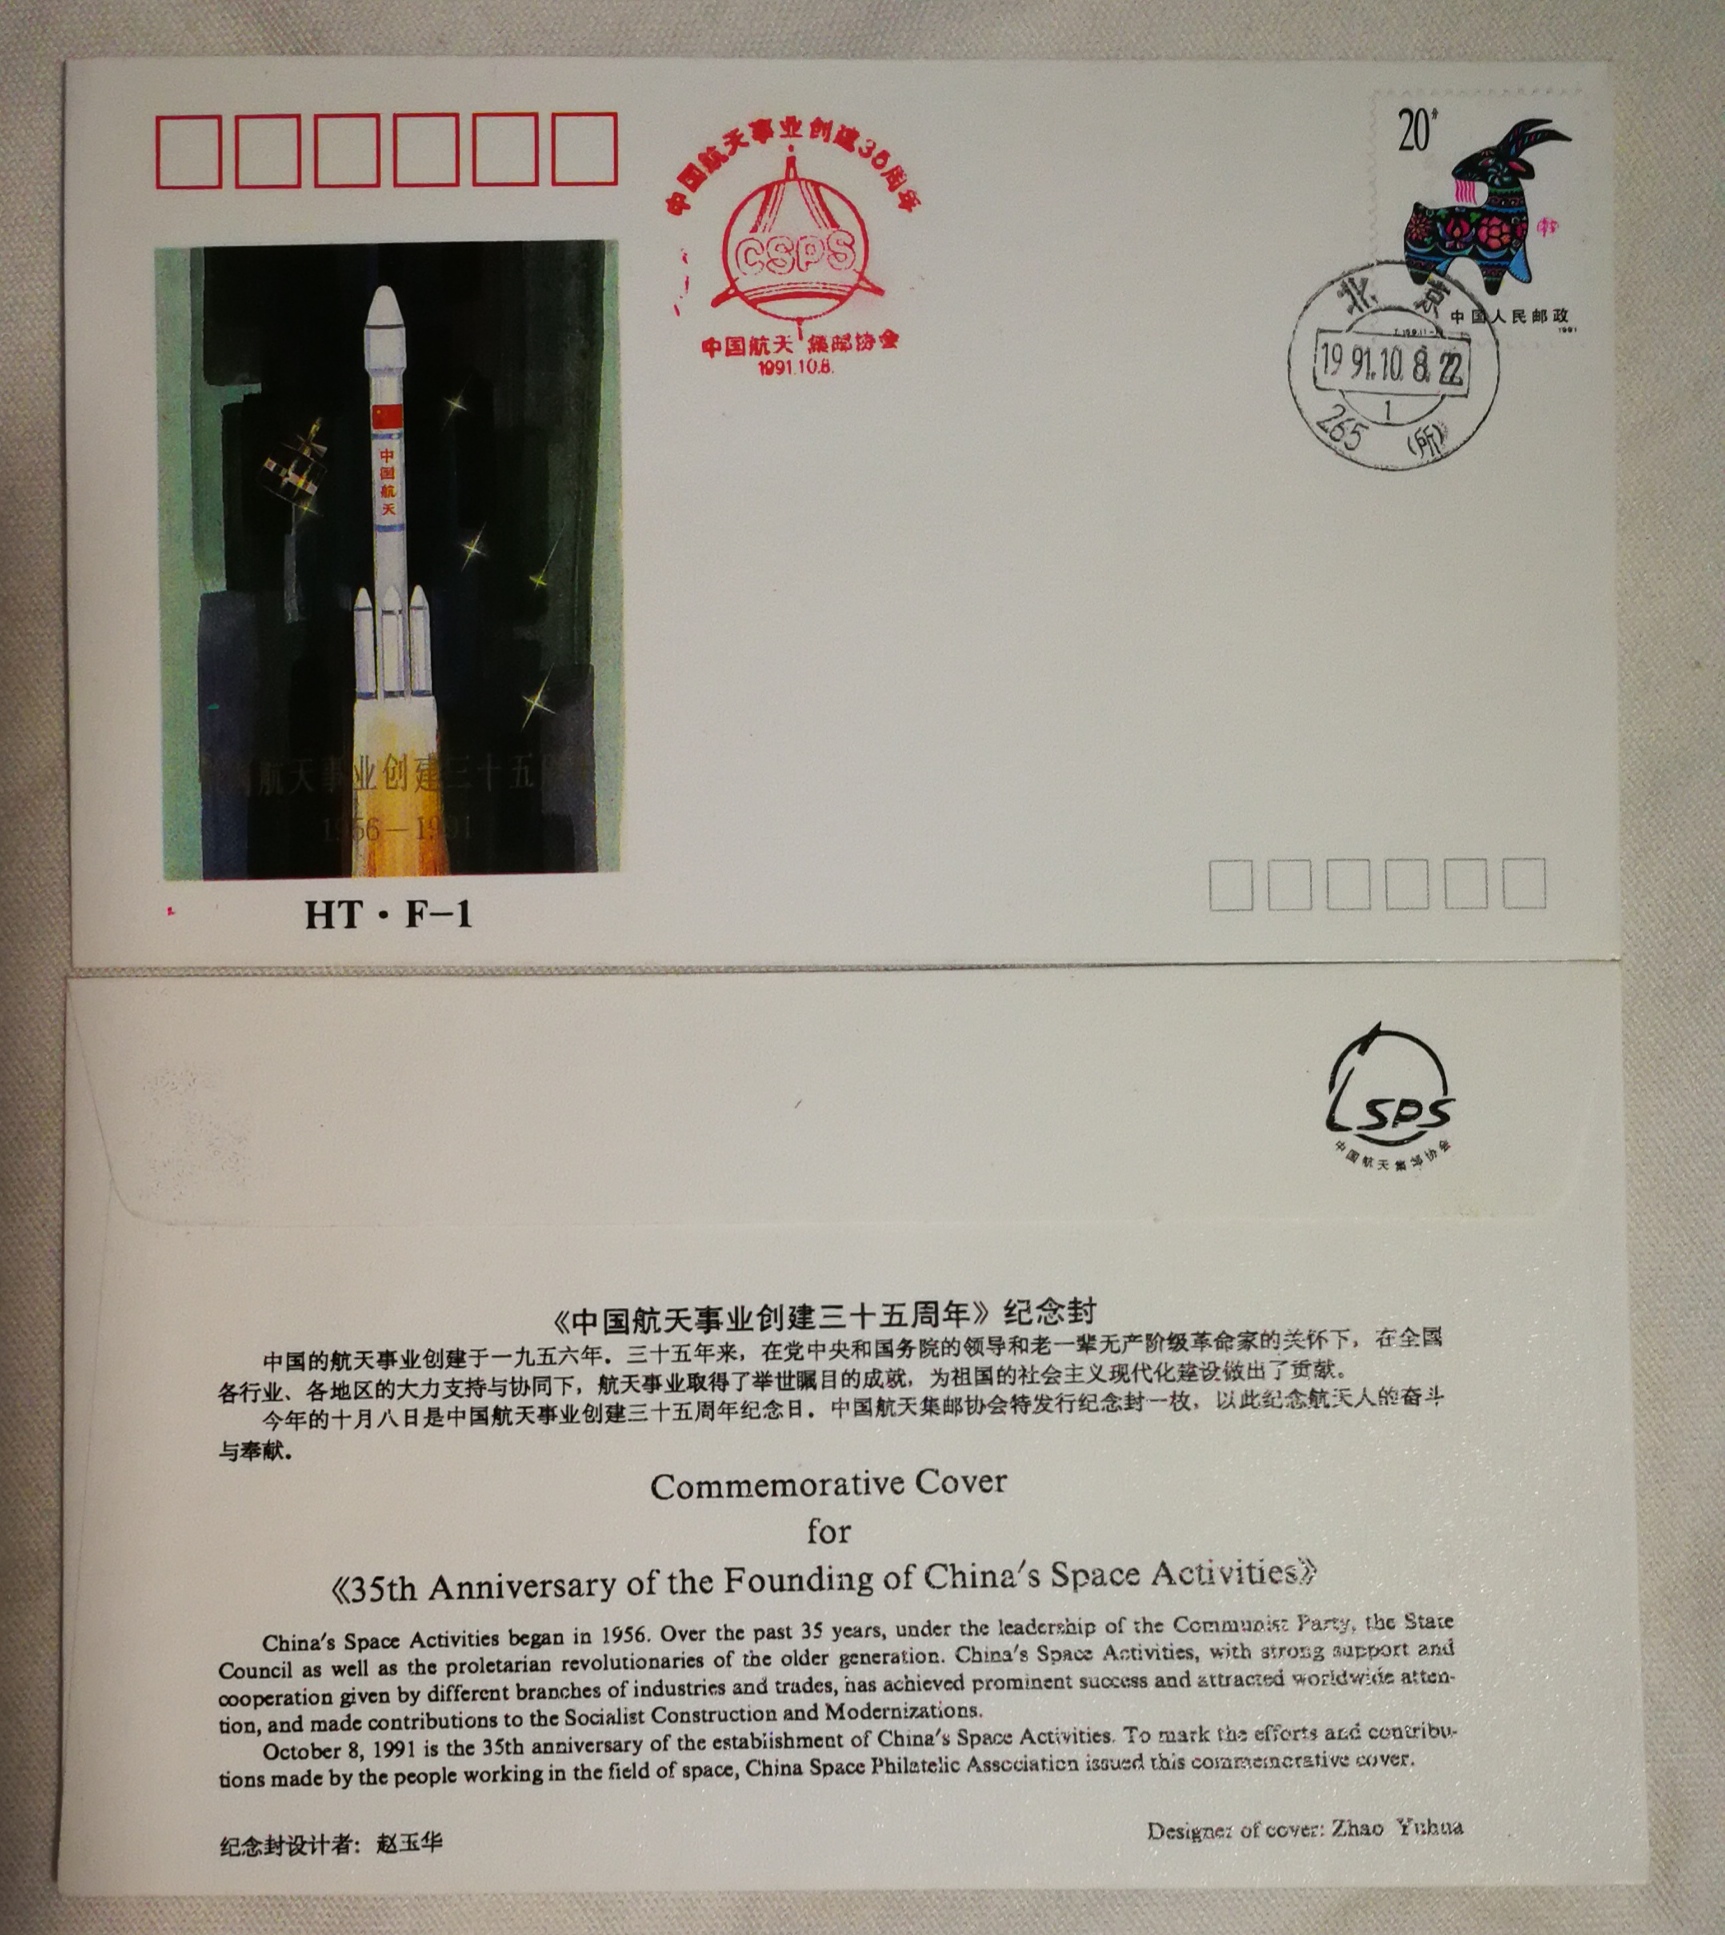 中国航天事业创建35周年
CSPS
中国航天 集邮协会
1991.10.8.
20分
中国人民邮政
1991
北 京
1991.10.8.22
1
265 (所)
中国航天
航天事业创建三十五
1956—1991
HT·F-1
SPS
中国航天集邮协会
《中国航天事业创建三十五周年》纪念封
中国的航天事业创建于一九五六年．三十五年来，在党中央和国务院的领导和老一辈无产阶级革命家的关怀下，在全国
各行业、各地区的大力支持与协同下，航天事业取得了举世瞩目的成就，为祖国的社会主义现代化建设做出了贡献。
今年的十月八日是中国航天事业创建三十五周年纪念日．中国航天集邮协会特发行纪念封一枚，以此纪念航天人的奋斗
与奉献．
Commemorative Cover
for
《35th Anniversary of the Founding of China's Space Activities》
China's Space Activities began in 1956. Over the past 35 years, under the leadership of the Communist Party, the State
Council as well as the proletarian revolutionaries of the older generation. China's Space Activities, with strong support and
cooperation given by different branches of industries and trades, has achieved prominent success and attracted worldwide atten-
tion, and made contributions to the Socialist Construction and Modernizations.
October 8, 1991 is the 35th anniversary of the establishment of China's Space Activities. To mark the efforts and contribu-
tions made by the people working in the field of space, China Space Philatelic Association issued this commemorative cover.
纪念封设计者：赵玉华
Designer of cover: Zhao Yuhua